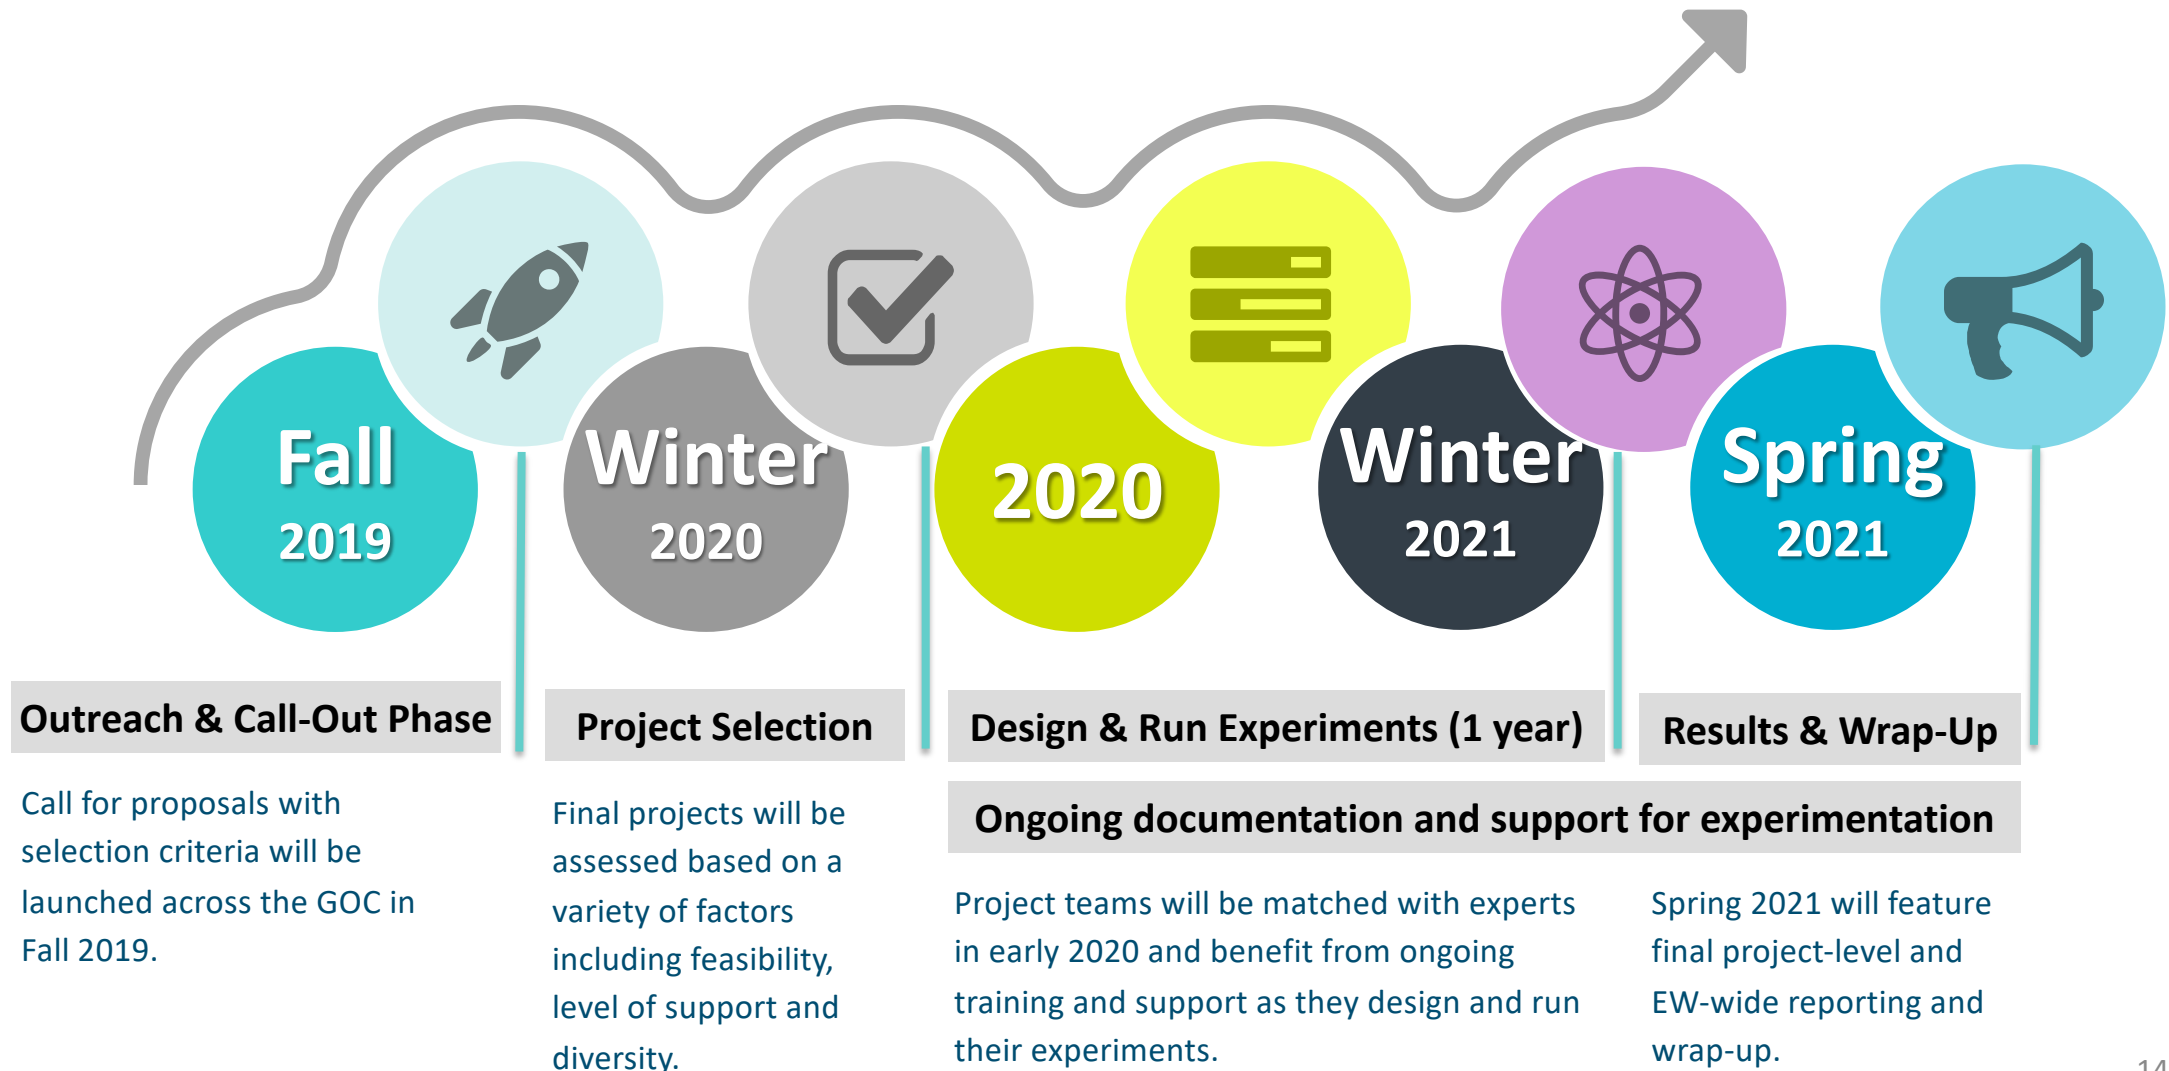 Fall
2019
Winter
2020
2020
Winter
2021
Spring
2021
Outreach & Call-Out Phase
Call for proposals with
selection criteria will be
launched across the GOC in
Fall 2019.
Project Selection
Final projects will be
assessed based on a
variety of factors
including feasibility,
level of support and
diversity.
Design & Run Experiments (1 year)
Results & Wrap-Up
Ongoing documentation and support for experimentation
Project teams will be matched with experts
in early 2020 and benefit from ongoing
training and support as they design and run
their experiments.
Spring 2021 will feature
final project-level and
EW-wide reporting and
wrap-up.
14